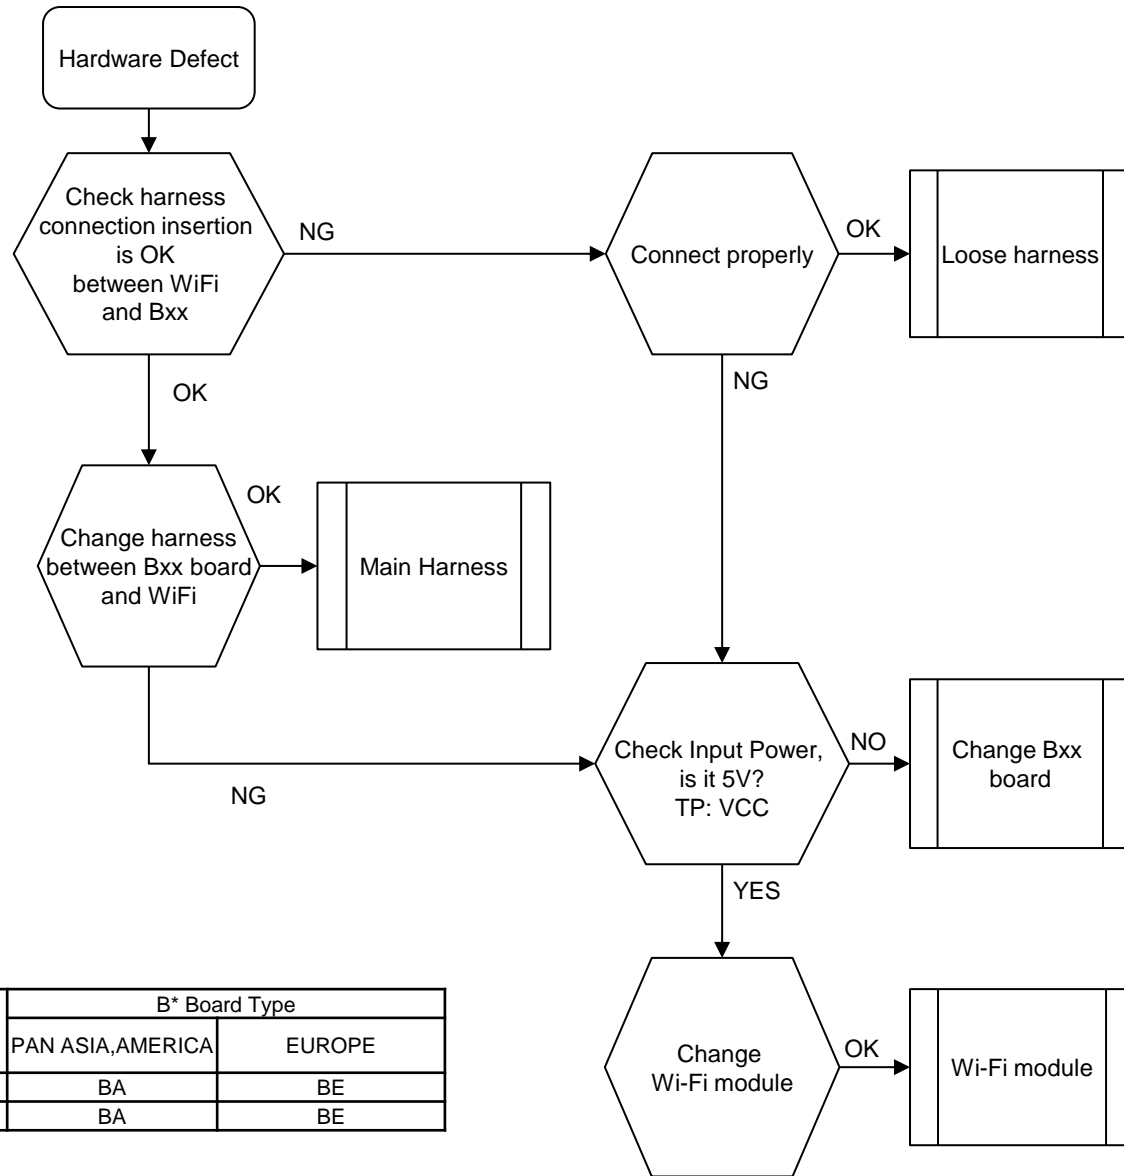 Hardware Defect
Check harness
connection insertion
is OK
between WiFi
and Bxx
NG
Connect properly
OK
Loose harness
OK
NG
Change harness
between Bxx board
and WiFi
OK
Main Harness
NG
Check Input Power,
is it 5V?
TP: VCC
NO
Change Bxx
board
YES
Change
Wi-Fi module
OK
Wi-Fi module
B* Board Type
PAN ASIA,AMERICA EUROPE
BA BE
BA BE